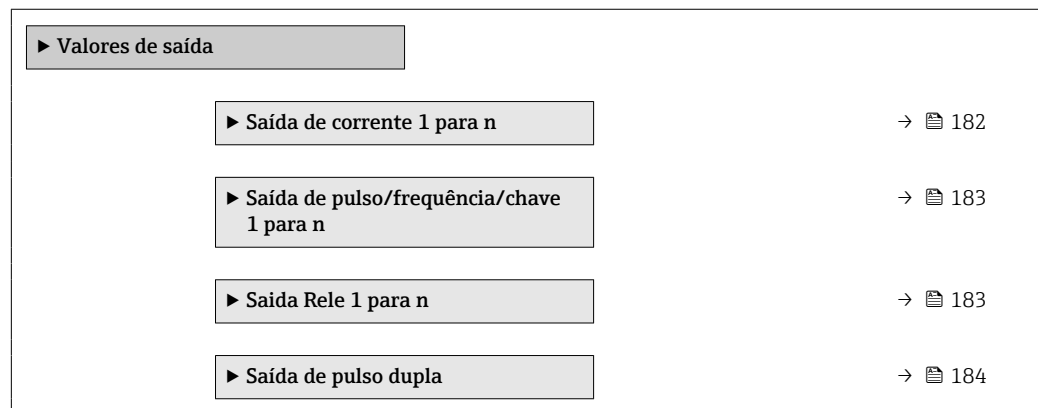 ▶ Valores de saída
▶ Saída de corrente 1 para n → 182
▶ Saída de pulso/frequência/chave → 183
1 para n
▶ Saida Rele 1 para n → 183
▶ Saída de pulso dupla → 184